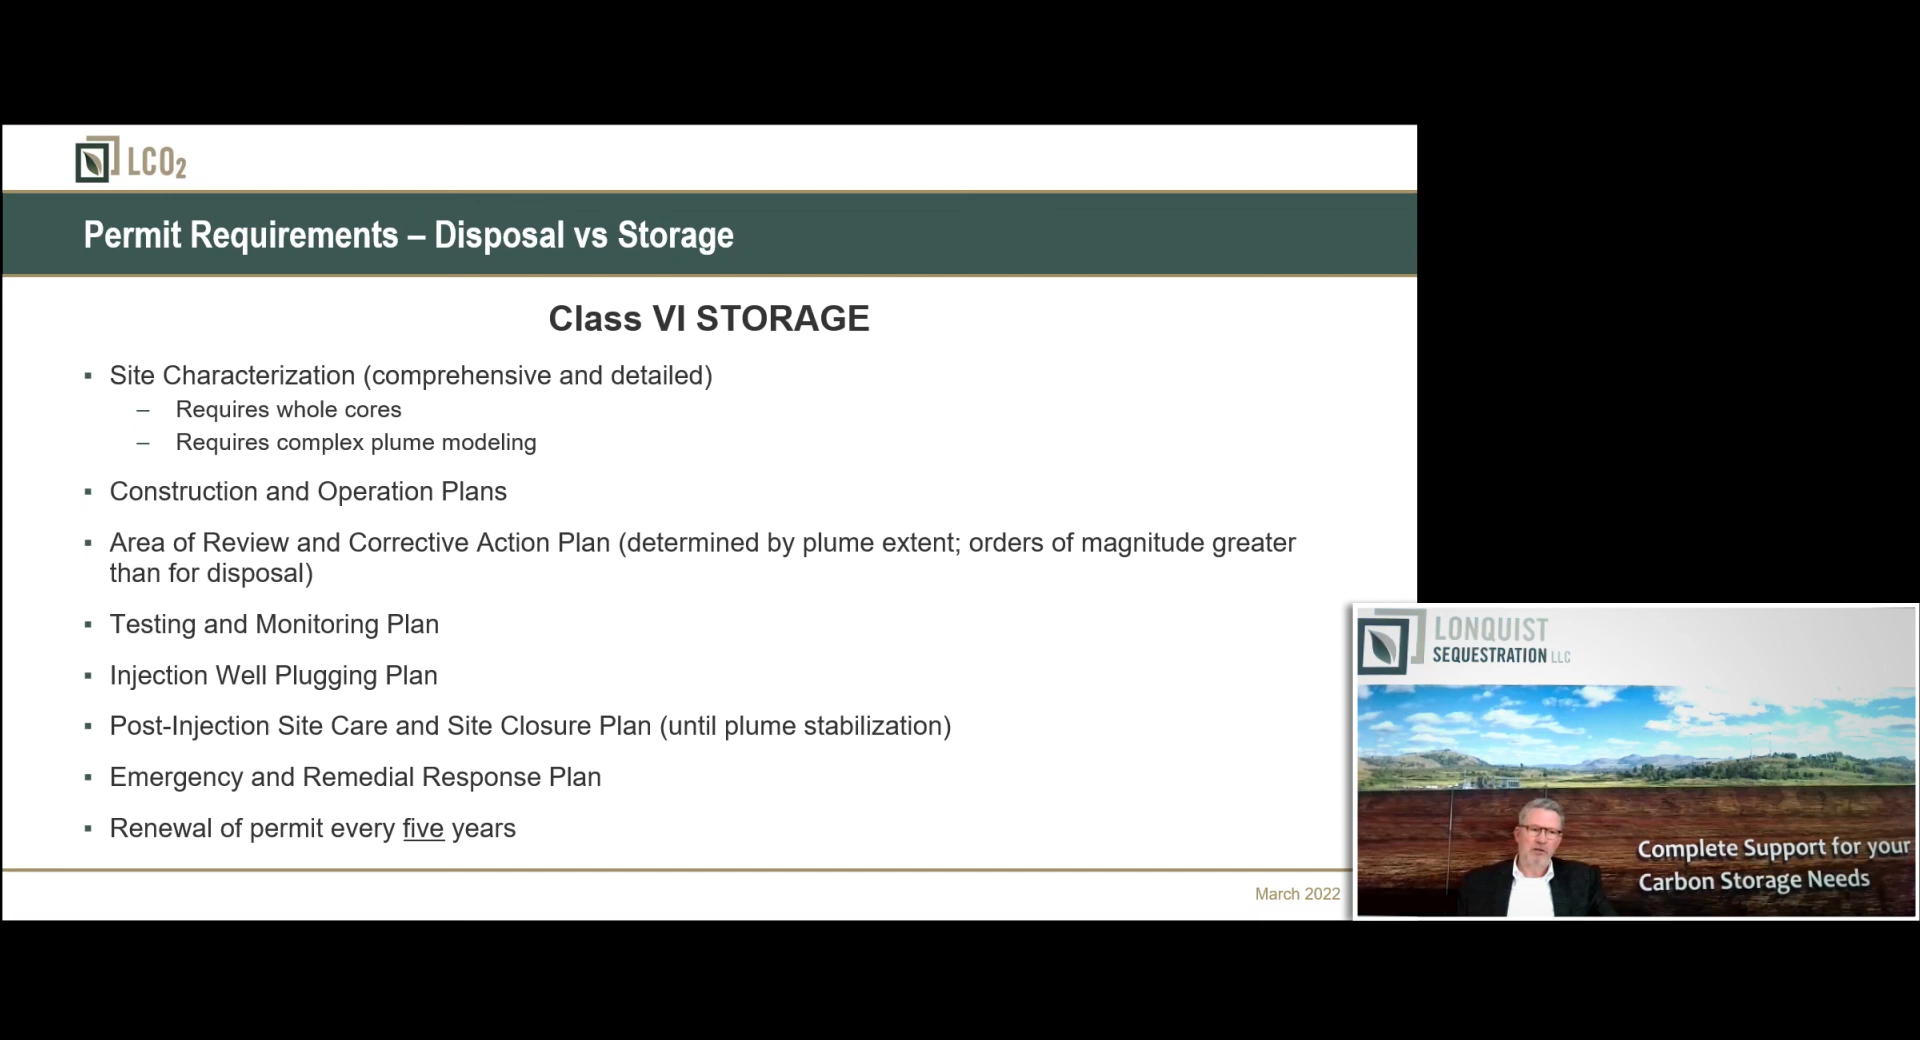 LCO2
Permit Requirements – Disposal vs Storage
Class VI STORAGE
▪ Site Characterization (comprehensive and detailed)
– Requires whole cores
– Requires complex plume modeling
▪ Construction and Operation Plans
▪ Area of Review and Corrective Action Plan (determined by plume extent; orders of magnitude greater
than for disposal)
▪ Testing and Monitoring Plan
▪ Injection Well Plugging Plan
▪ Post-Injection Site Care and Site Closure Plan (until plume stabilization)
▪ Emergency and Remedial Response Plan
▪ Renewal of permit every five years
March 2022
LONQUIST
SEQUESTRATION LLC
Complete Support for your
Carbon Storage Needs